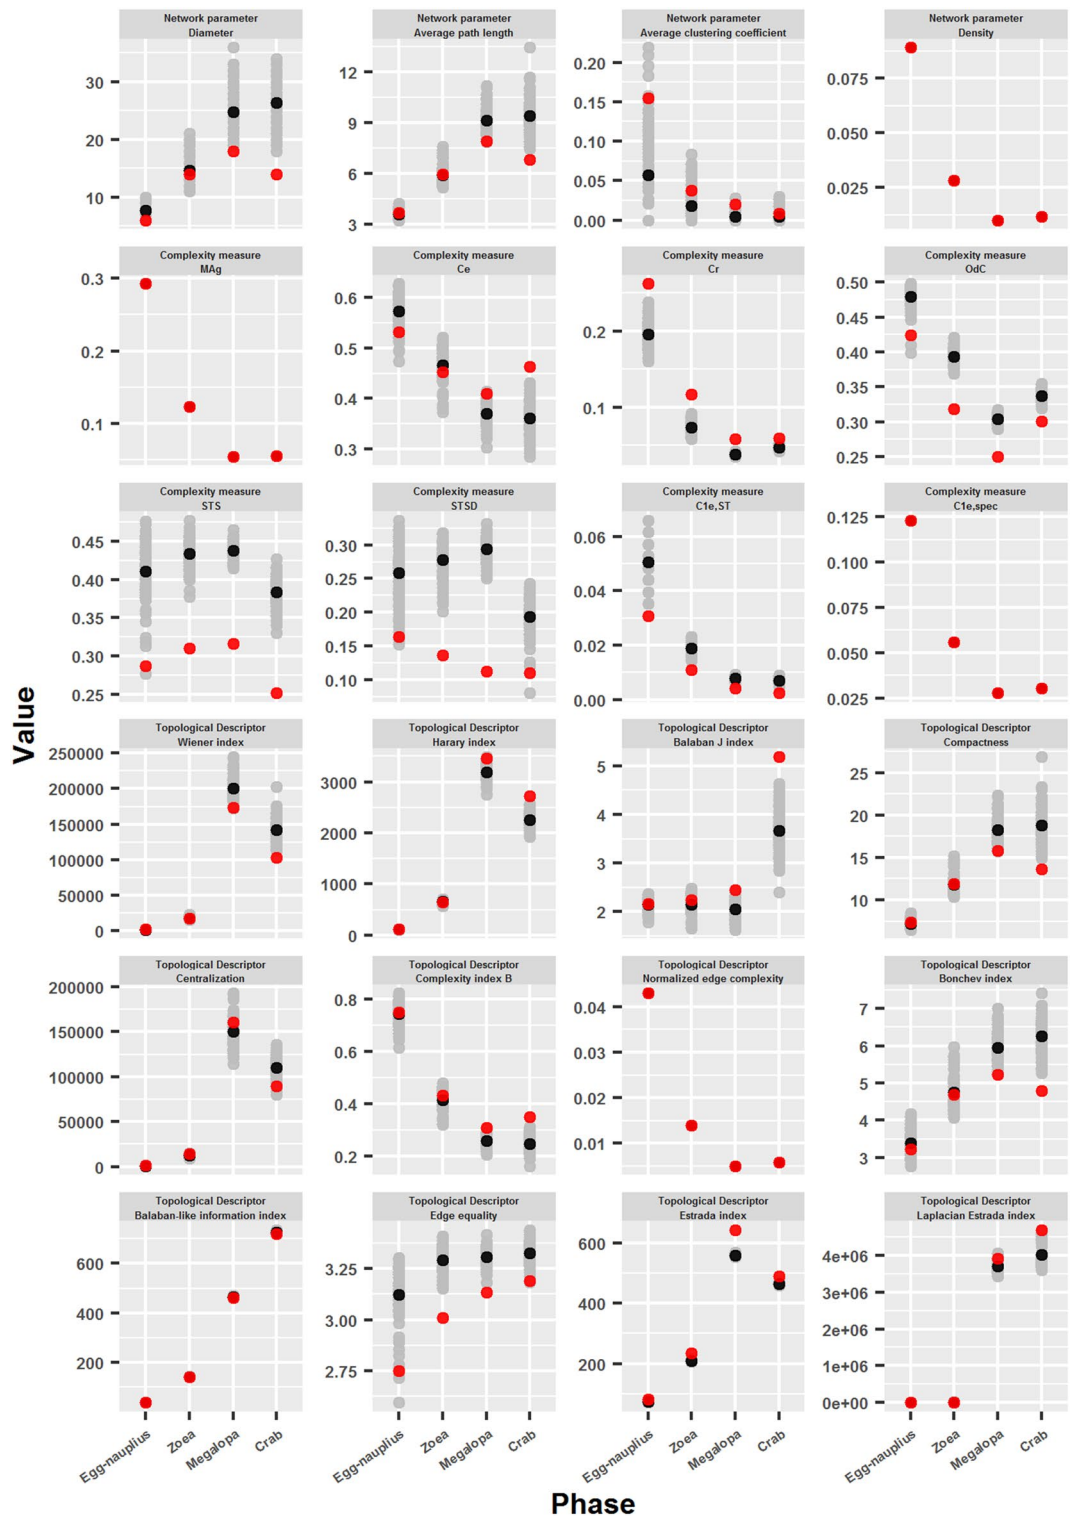 Network parameter
Diameter
30
20
10
Network parameter
Average path length
12
9
6
3
Network parameter
Average clustering coefficient
0.20
0.15
0.10
0.05
0.00
Network parameter
Density
0.075
0.050
0.025
Complexity measure
MAg
0.3
0.2
0.1
Complexity measure
Ce
0.6
0.5
0.4
0.3
Complexity measure
Cr
0.2
0.1
Complexity measure
OdC
0.50
0.45
0.40
0.35
0.30
0.25
Complexity measure
STS
0.45
0.40
0.35
0.30
0.25
Complexity measure
STSD
0.30
0.25
0.20
0.15
0.10
Complexity measure
C1e,ST
0.06
0.04
0.02
0.00
Complexity measure
C1e,spec
0.125
0.100
0.075
0.050
0.025
Value
Topological Descriptor
Wiener index
250000
200000
150000
100000
50000
0
Topological Descriptor
Harary index
3000
2000
1000
0
Topological Descriptor
Balaban J index
5
4
3
2
Topological Descriptor
Compactness
25
20
15
10
Topological Descriptor
Centralization
200000
150000
100000
50000
0
Topological Descriptor
Complexity index B
0.8
0.6
0.4
0.2
Topological Descriptor
Normalized edge complexity
0.04
0.03
0.02
0.01
Topological Descriptor
Bonchev index
7
6
5
4
3
Topological Descriptor
Balaban-like information index
600
400
200
Topological Descriptor
Edge equality
3.25
3.00
2.75
Topological Descriptor
Estrada index
600
400
200
Topological Descriptor
Laplacian Estrada index
4e+06
3e+06
2e+06
1e+06
0e+00
Egg-nauplius
Zoea
Megalopa
Crab
Egg-nauplius
Zoea
Megalopa
Crab
Egg-nauplius
Zoea
Megalopa
Crab
Egg-nauplius
Zoea
Megalopa
Crab
Phase